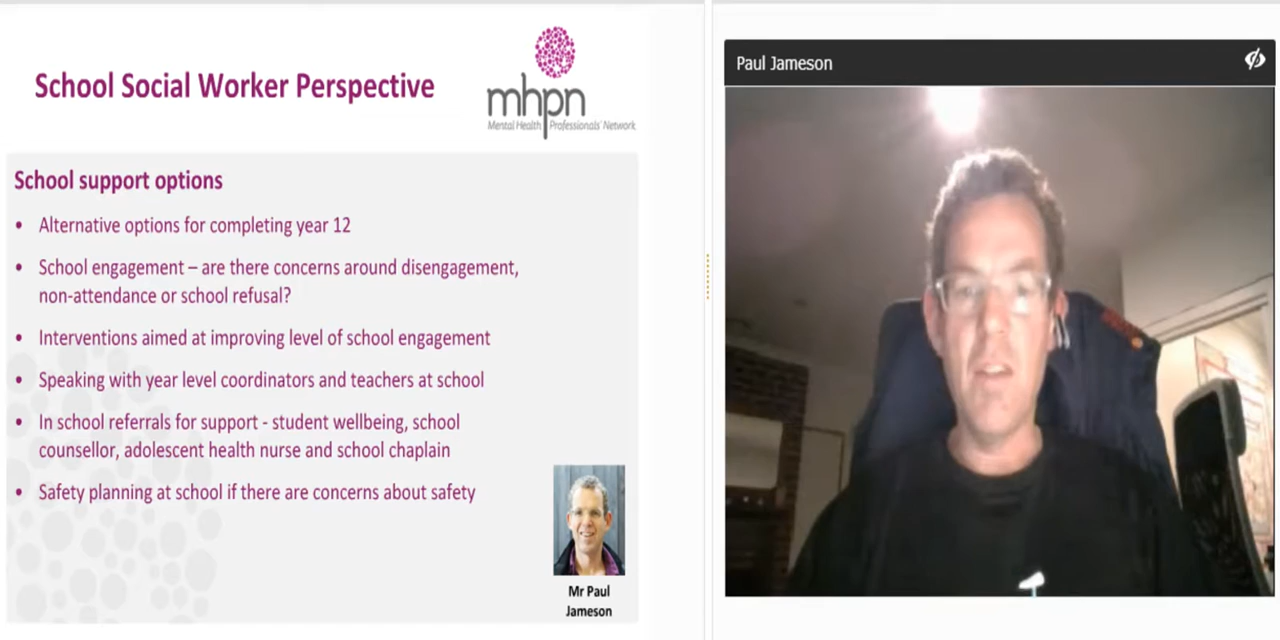 School Social Worker Perspective
mhpn
Mental Health Professionals' Network
School support options
• Alternative options for completing year 12
• School engagement – are there concerns around disengagement,
non-attendance or school refusal?
• Interventions aimed at improving level of school engagement
• Speaking with year level coordinators and teachers at school
• In school referrals for support - student wellbeing, school
counsellor, adolescent health nurse and school chaplain
• Safety planning at school if there are concerns about safety
Mr Paul
Jameson
Paul Jameson